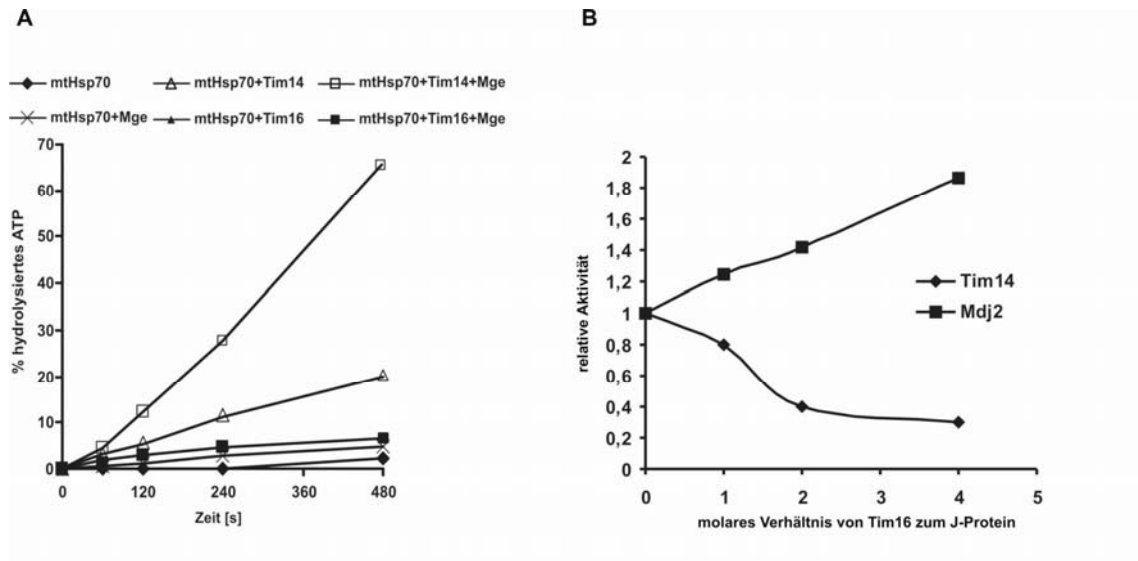 A
mtHsp70 mtHsp70+Tim14 mtHsp70+Tim14+Mge
mtHsp70+Mge mtHsp70+Tim16 mtHsp70+Tim16+Mge
70
60
50
40
30
20
10
0
% hydrolysiertes ATP
0 120 240 360 480
Zeit [s]
B
2
1,8
1,6
1,4
1,2
1
0,8
0,6
0,4
0,2
0
relative Aktivität
Tim14
Mdj2
0 1 2 3 4 5
molares Verhältnis von Tim16 zum J-Protein